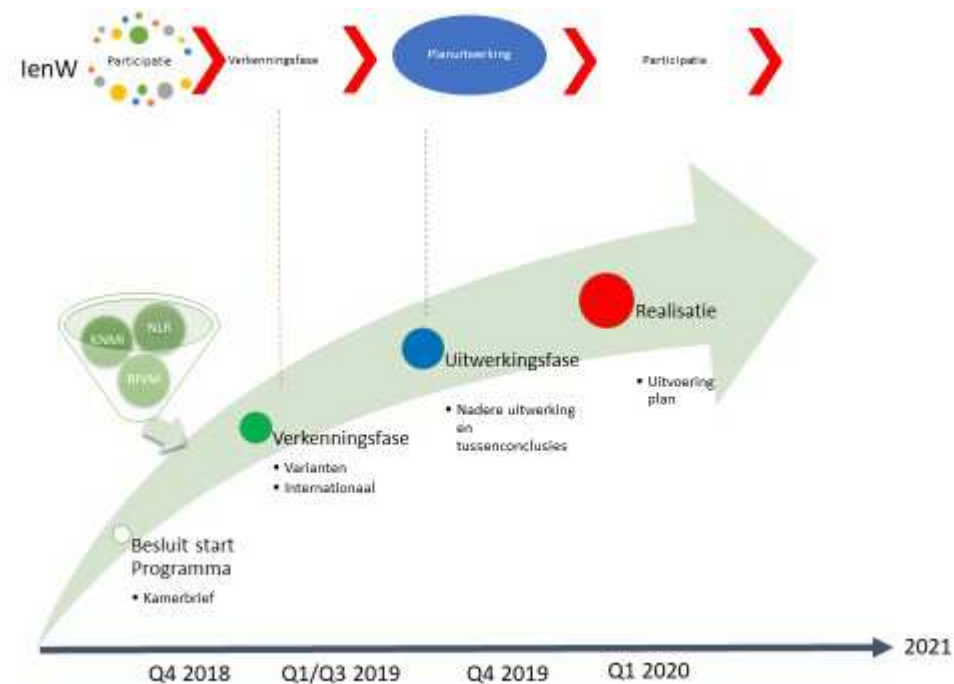 IenW
Participatie
Verkenningsfase
Planuitwerking
Participatie
KNMI
NLR
RIVM
Realisatie
• Uitvoering
plan
Uitwerkingsfase
• Nadere uitwerking
en
tussenconclusies
Verkenningsfase
• Varianten
• Internationaal
Besluit start
Programma
• Kamerbrief
2021
Q4 2018
Q1/Q3 2019
Q4 2019
Q1 2020